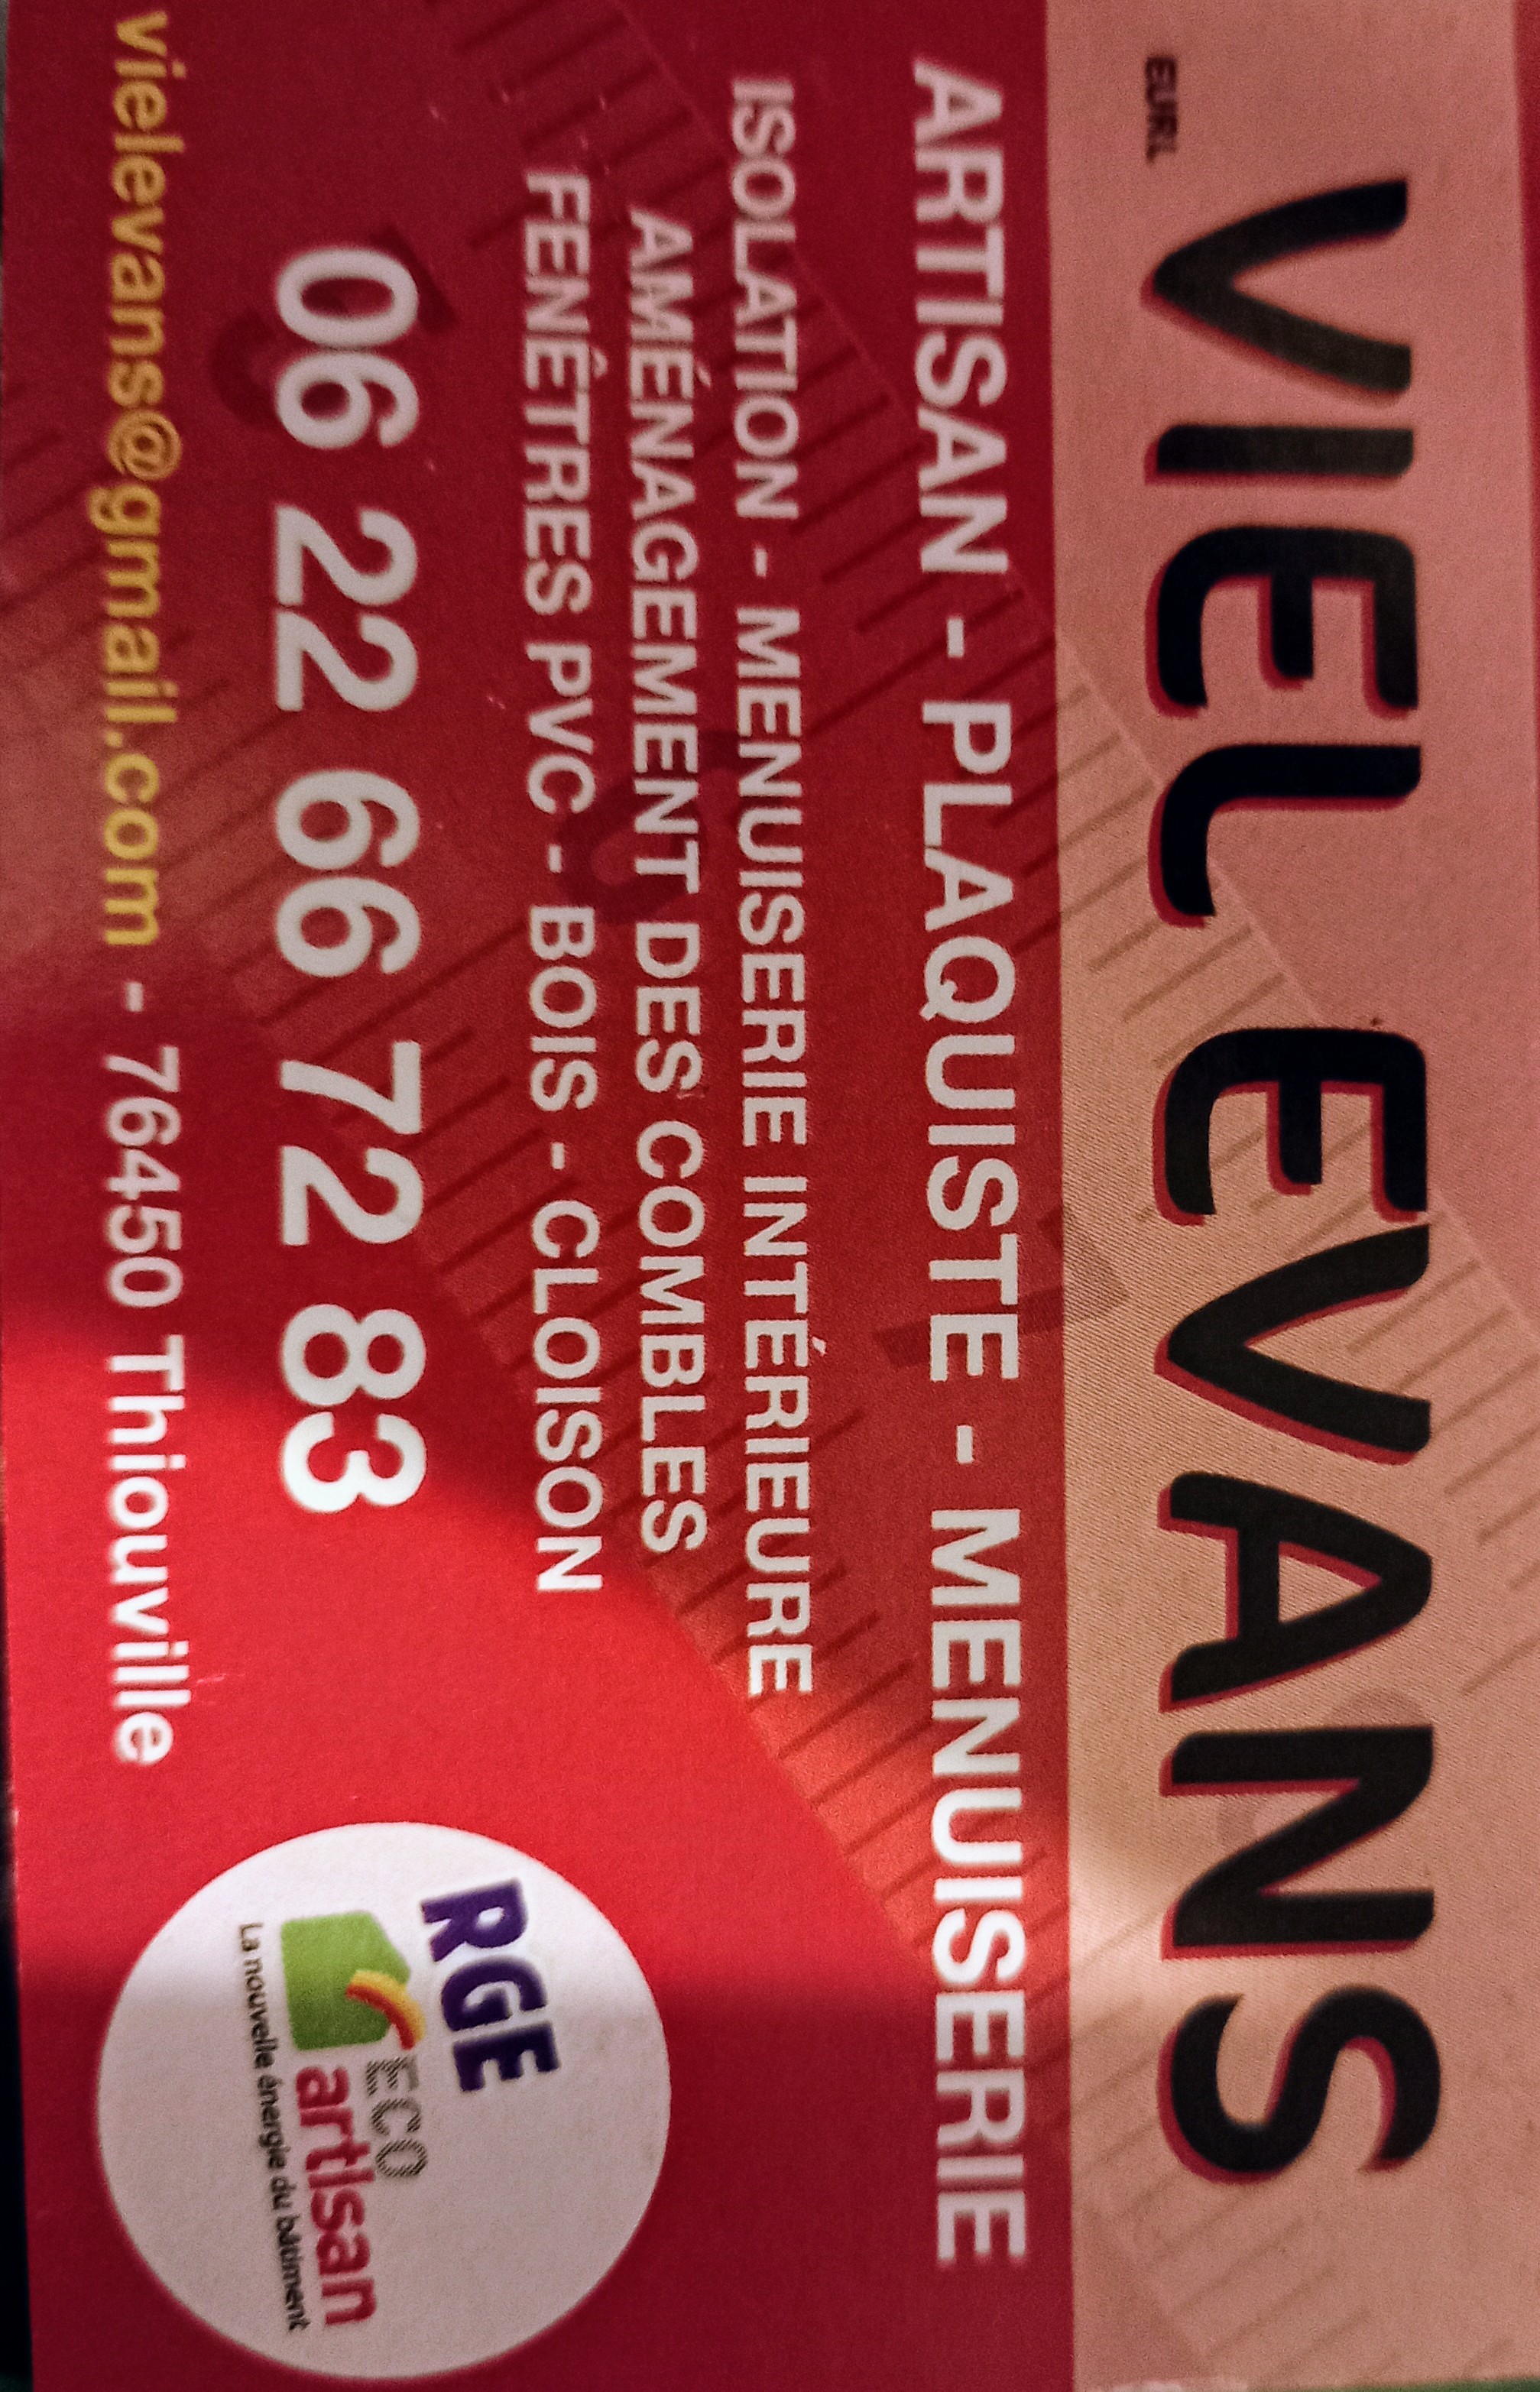 EURL VIEL EVANS
ARTISAN - PLAQUISTE - MENUISERIE
ISOLATION - MENUISERIE INTÉRIEURE
AMÉNAGEMENT DES COMBLES
FENÊTRES PVC - BOIS - CLOISON
06 22 66 72 83
vielevans@gmail.com - 76450 Thiouville
RGE
ECO
artisan
La nouvelle énergie du bâtiment